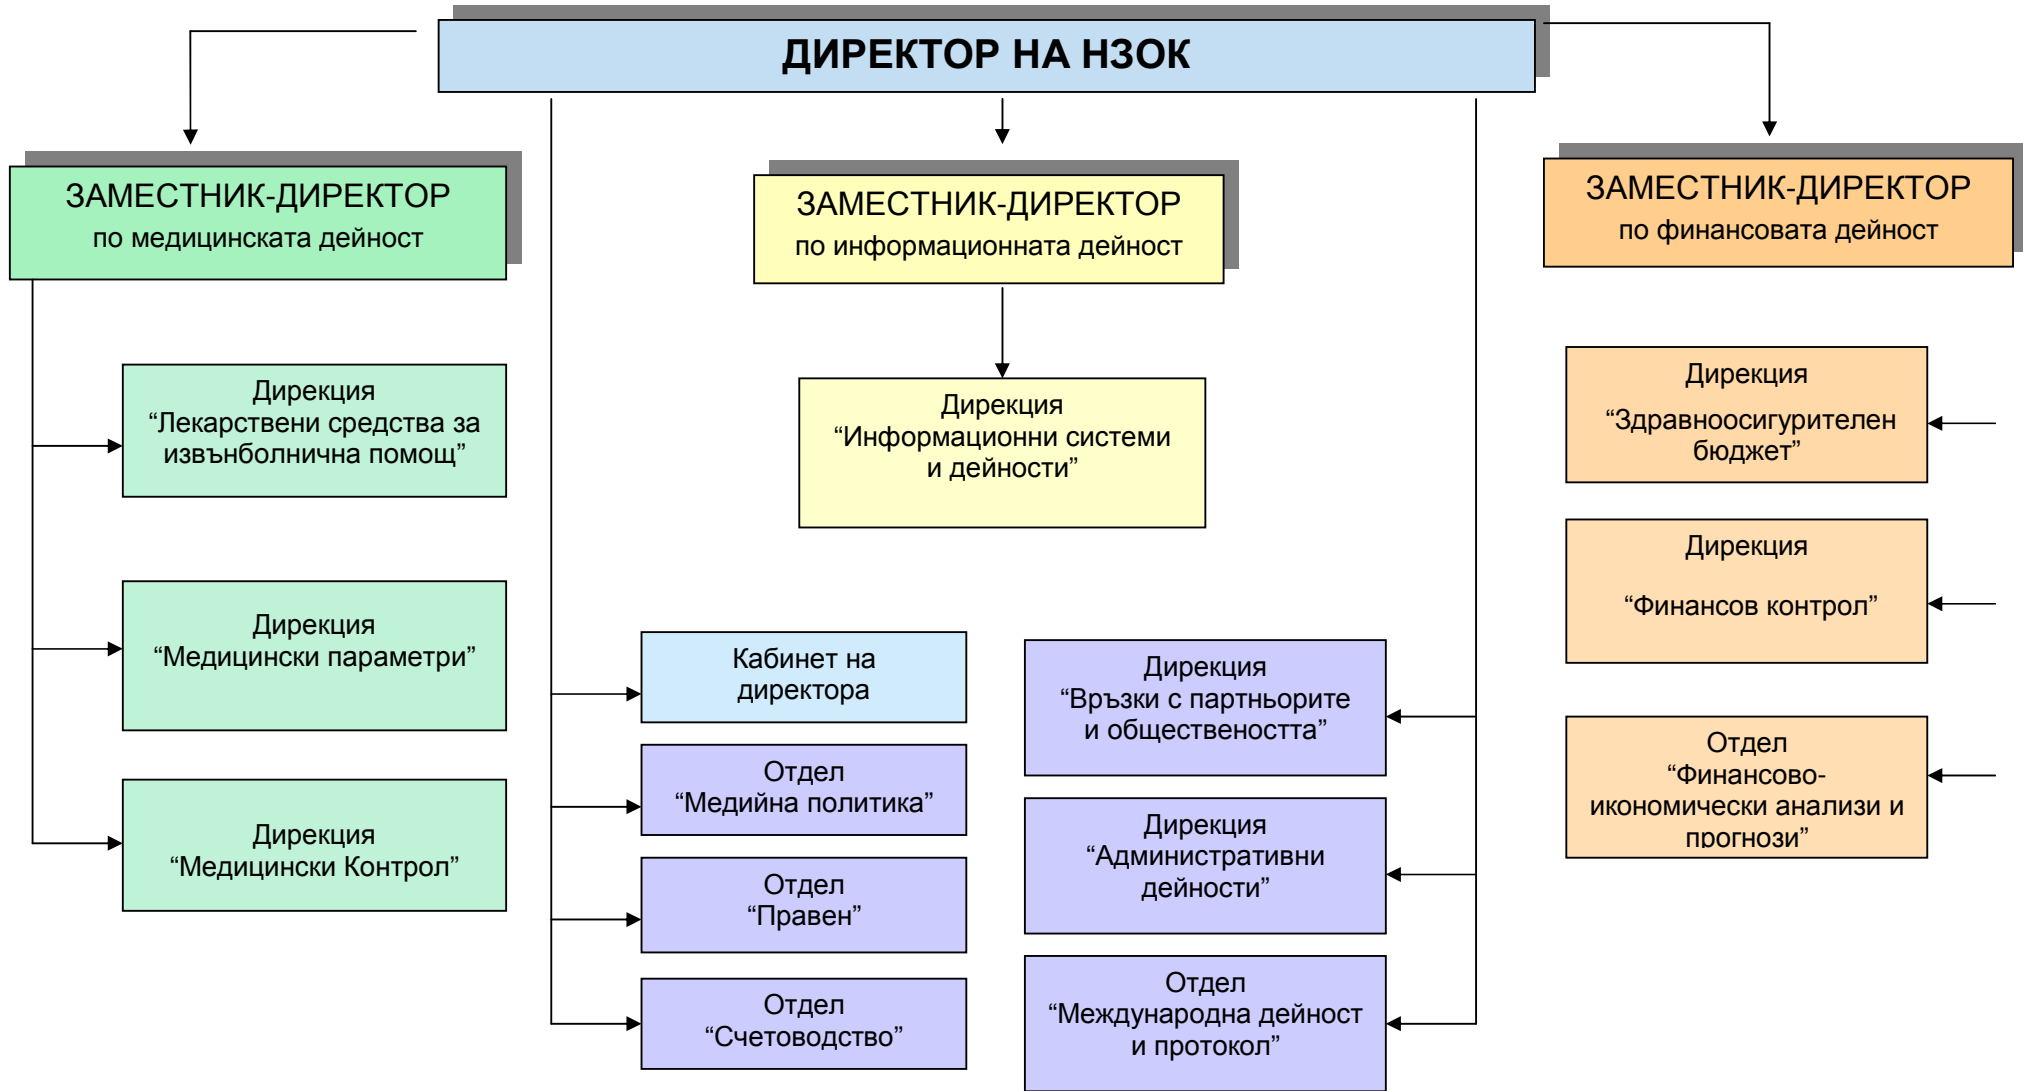 ДИРЕКТОР НА НЗОК
ЗАМЕСТНИК-ДИРЕКТОР
по медицинската дейност
ЗАМЕСТНИК-ДИРЕКТОР
по информационната дейност
ЗАМЕСТНИК-ДИРЕКТОР
по финансовата дейност
Дирекция
“Лекарствени средства за
извънболнична помощ”
Дирекция
“Медицински параметри”
Дирекция
“Медицински Контрол”
Дирекция
“Информационни системи
и дейности”
Кабинет на
директора
Отдел
“Медийна политика”
Отдел
“Правен”
Отдел
“Счетоводство”
Дирекция
“Връзки с партньорите
и обществеността”
Дирекция
“Административни
дейности”
Отдел
“Международна дейност
и протокол”
Дирекция
“Здравноосигурителен
бюджет”
Дирекция
“Финансов контрол”
Отдел
“Финансово-
икономически анализи и
прогнози”